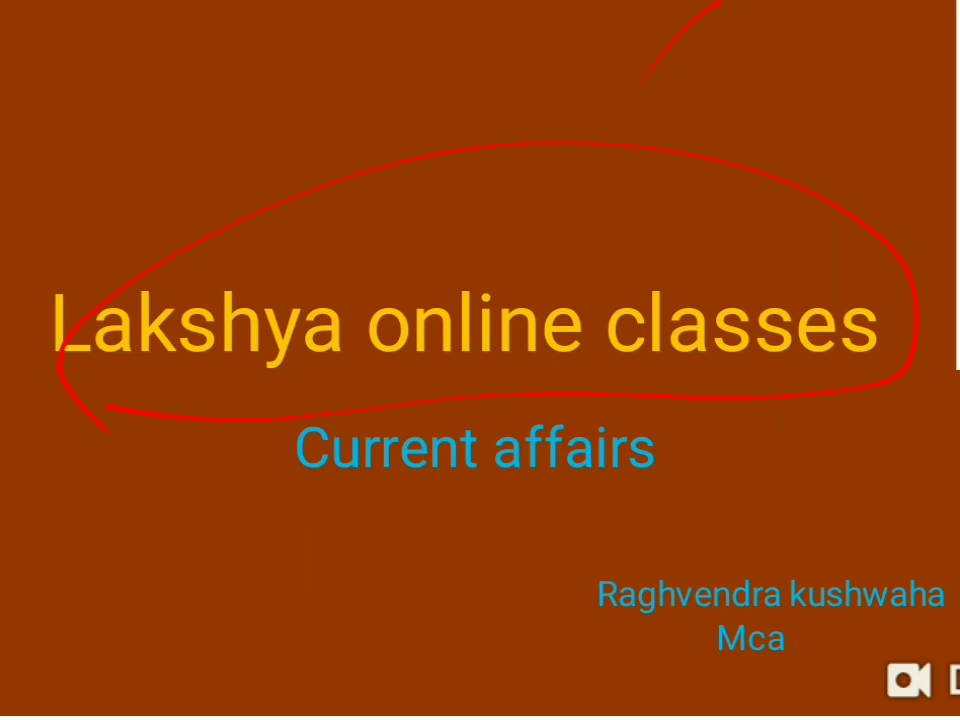 Lakshya online classes
Current affairs
Raghvendra kushwaha
Mca